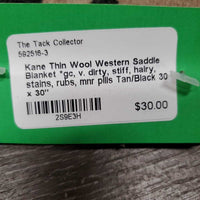 The Tack Collector
592516-3
Kane Thin Wool Western Saddle
Blanket *gc, v. dirty, stiff, hairy,
stains, rubs, mnr pills Tan/Black 30
x 30"
$30.00
2S9E3H